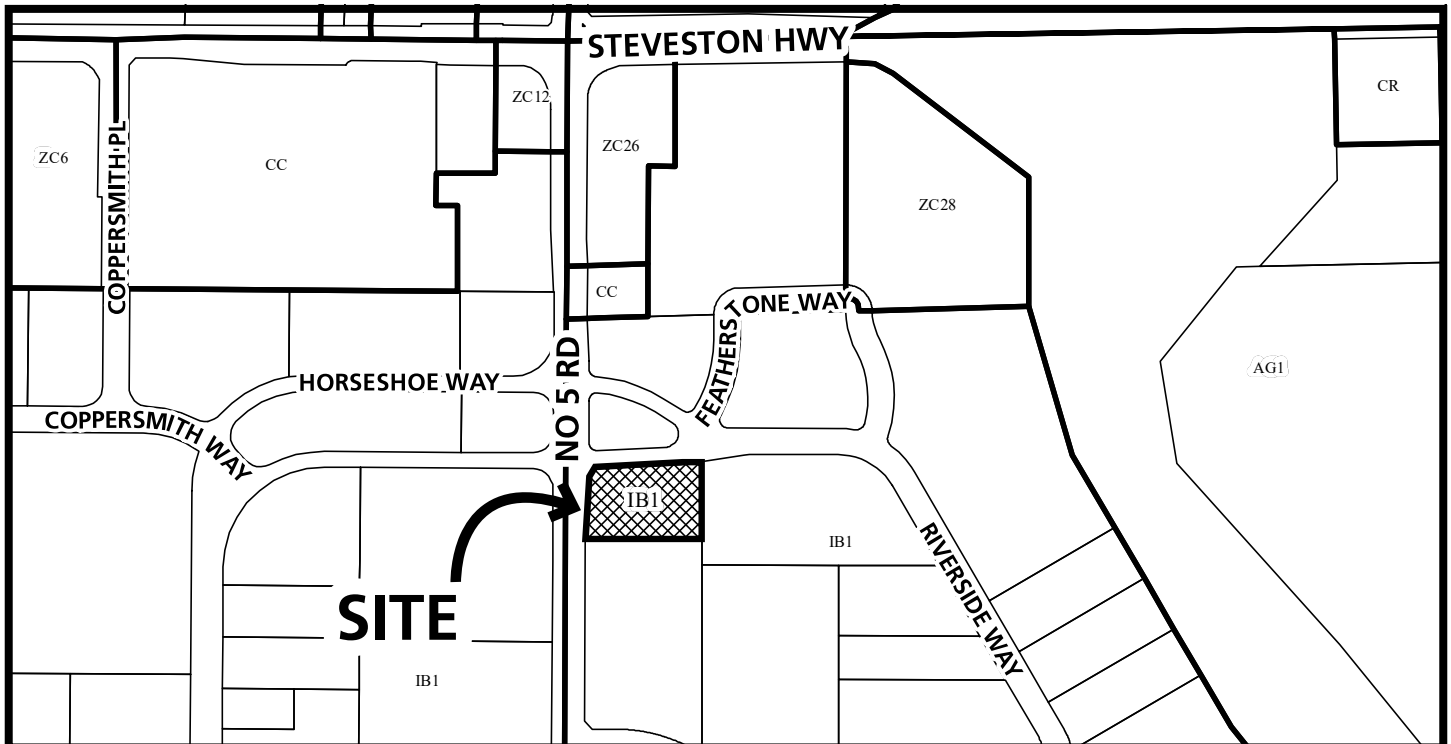 STEVESTON HWY
CR
ZC12
ZC26
ZC6
COPPERSMITH PL
CC
ZC28
CC
FEATHERSTONE WAY
NO 5 RD
AG1
HORSESHOE WAY
COPPERSMITH WAY
IB1
IB1
RIVERSIDE WAY
SITE
IB1